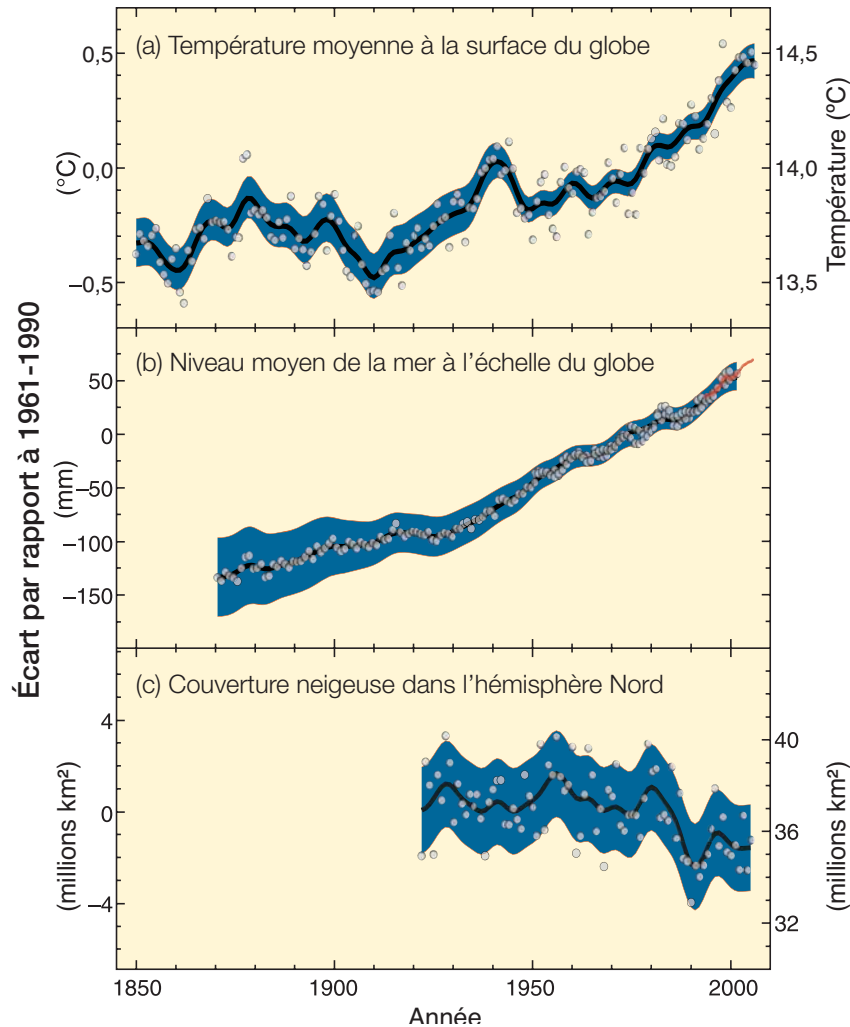 (a) Température moyenne à la surface du globe
0,5
0,0
−0,5
(°C)
14,5
14,0
13,5
Température (°C)
Écart par rapport à 1961-1990
(b) Niveau moyen de la mer à l’échelle du globe
50
0
−50
−100
−150
(mm)
(c) Couverture neigeuse dans l’hémisphère Nord
4
0
−4
(millions km²)
40
36
32
(millions km²)
1850
1900
1950
2000
Année